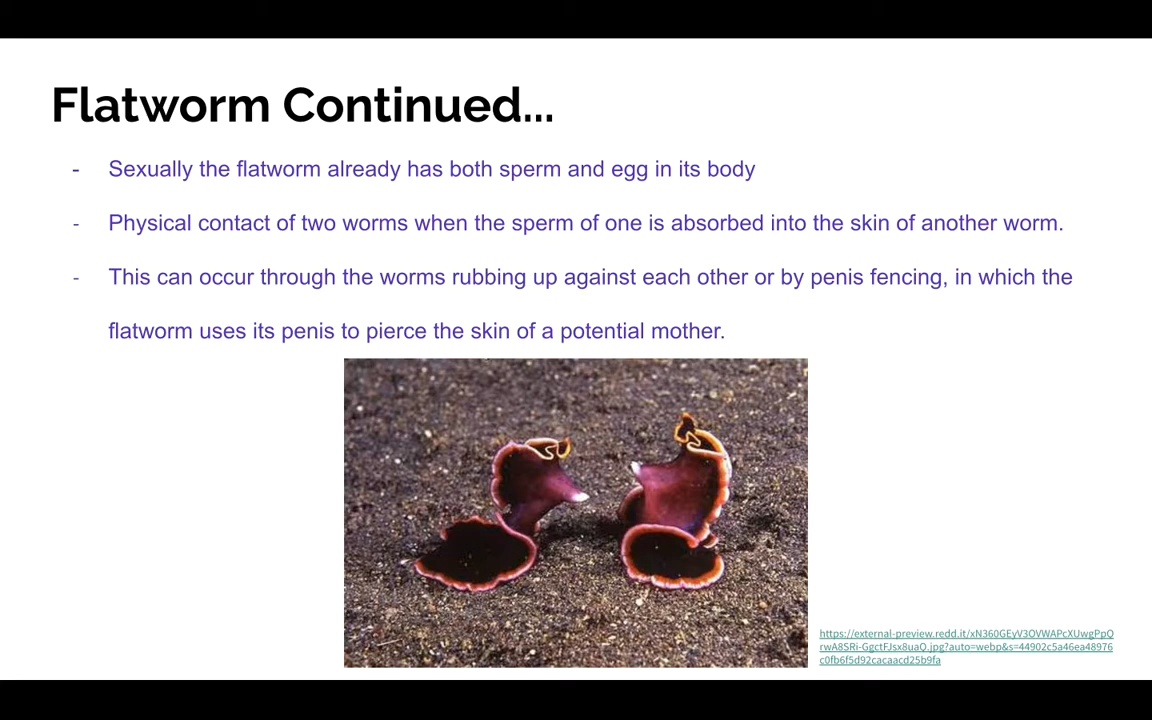 Flatworm Continued...
- Sexually the flatworm already has both sperm and egg in its body
- Physical contact of two worms when the sperm of one is absorbed into the skin of another worm.
- This can occur through the worms rubbing up against each other or by penis fencing, in which the
flatworm uses its penis to pierce the skin of a potential mother.
https://external-preview.redd.it/xN360GEyV3OVWAPcXUwgPpQ
rwA8SRi-GgctFJsx8uaQ.jpg?auto=webp&s=44902c5a46ea48976
c0fb6f5d92cacaacd25b9fa